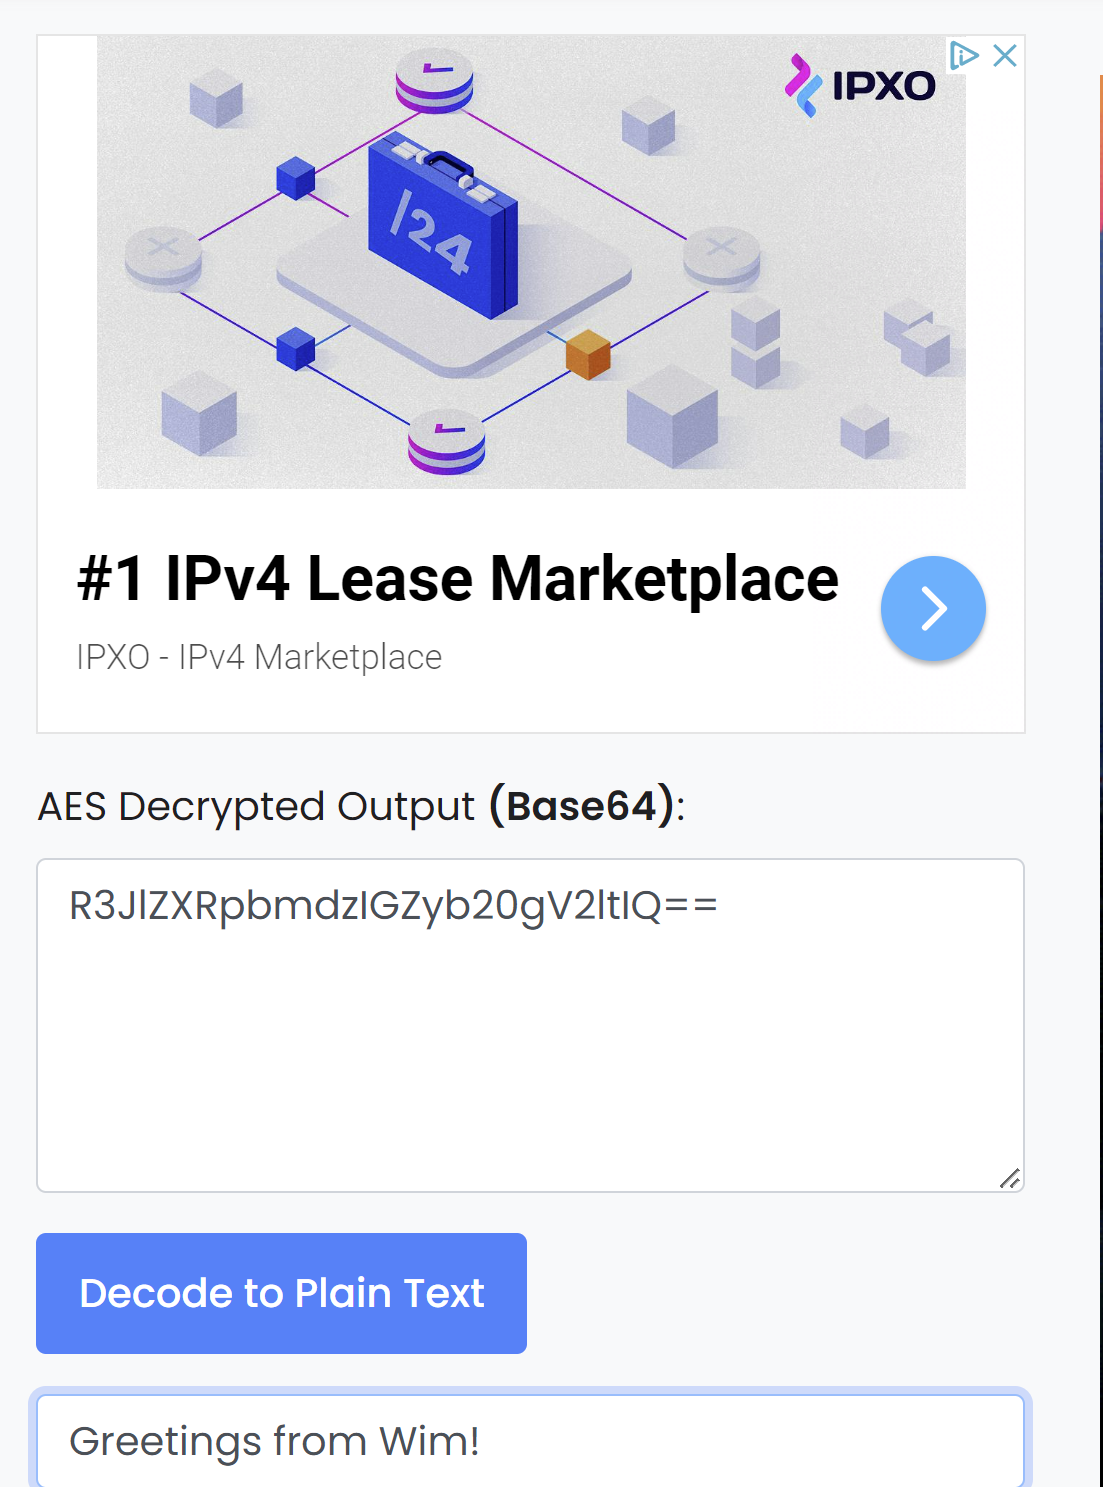 IPXO
/24
#1 IPv4 Lease Marketplace
IPXO - IPv4 Marketplace
AES Decrypted Output (Base64):
R3JlZXRpbmdzIGZyb20gV2ltIQ==
Decode to Plain Text
Greetings from Wim!